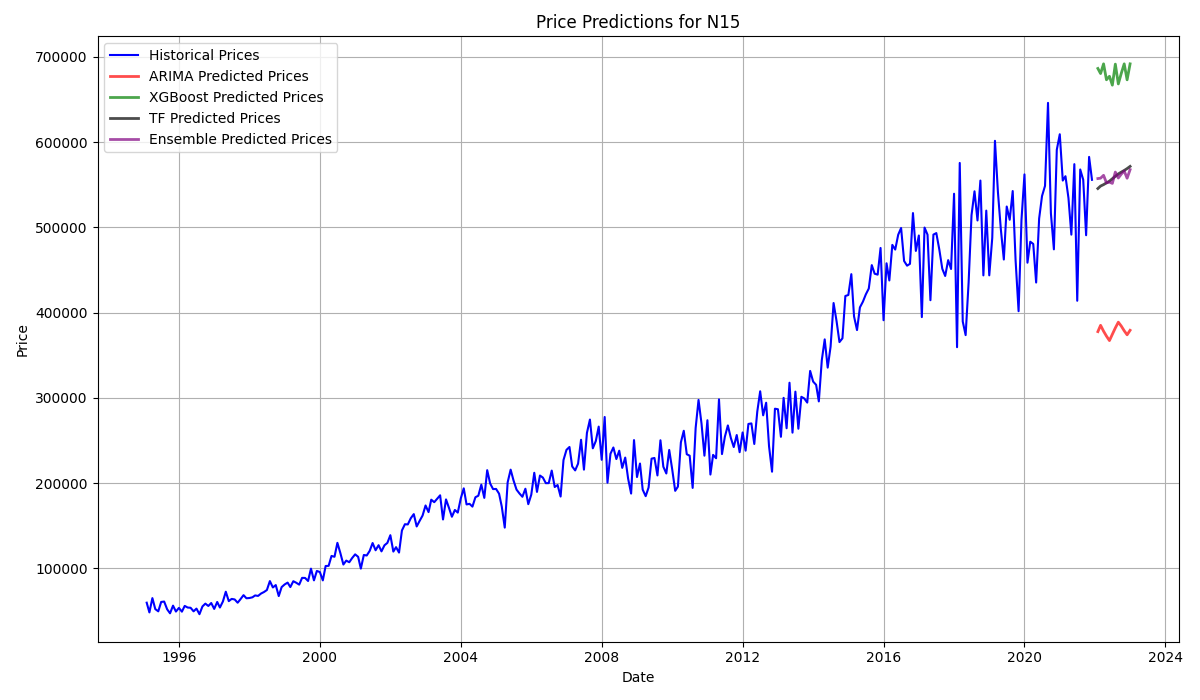 Price Predictions for N15
Historical Prices
ARIMA Predicted Prices
XGBoost Predicted Prices
TF Predicted Prices
Ensemble Predicted Prices
700000
600000
500000
400000
300000
200000
100000
Price
1996 2000 2004 2008 2012 2016 2020 2024
Date